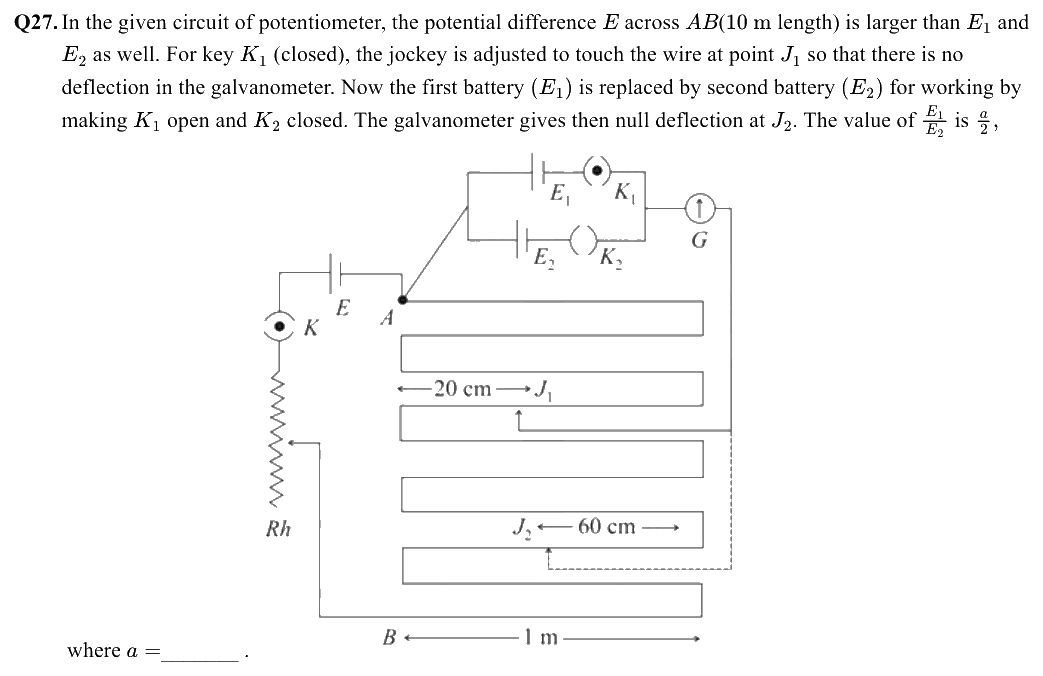 Q27. In the given circuit of potentiometer, the potential difference E across AB(10 m length) is larger than E₁ and
E₂ as well. For key K₁ (closed), the jockey is adjusted to touch the wire at point J₁ so that there is no
deflection in the galvanometer. Now the first battery (E₁) is replaced by second battery (E₂) for working by
making K₁ open and K₂ closed. The galvanometer gives then null deflection at J₂. The value of E₁/E₂ is a/2,
E₁ K₁
G
E₂ K₂
E A
K
20 cm J₁
Rh
J₂ 60 cm
B 1 m
where a =_______ .